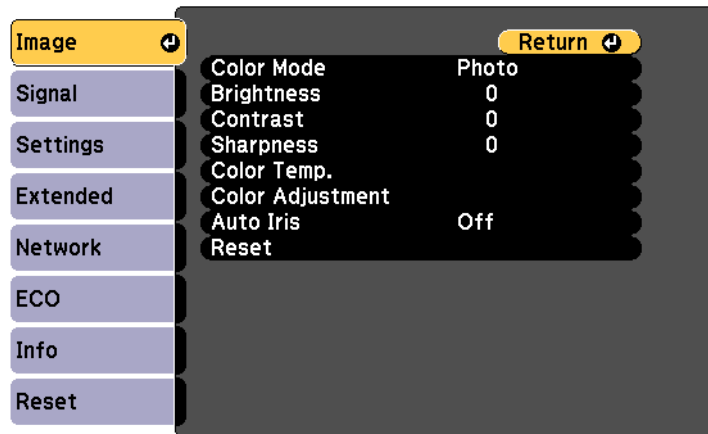 Image
Signal
Settings
Extended
Network
ECO
Info
Reset
Return
Color Mode Photo
Brightness 0
Contrast 0
Sharpness 0
Color Temp.
Color Adjustment
Auto Iris Off
Reset